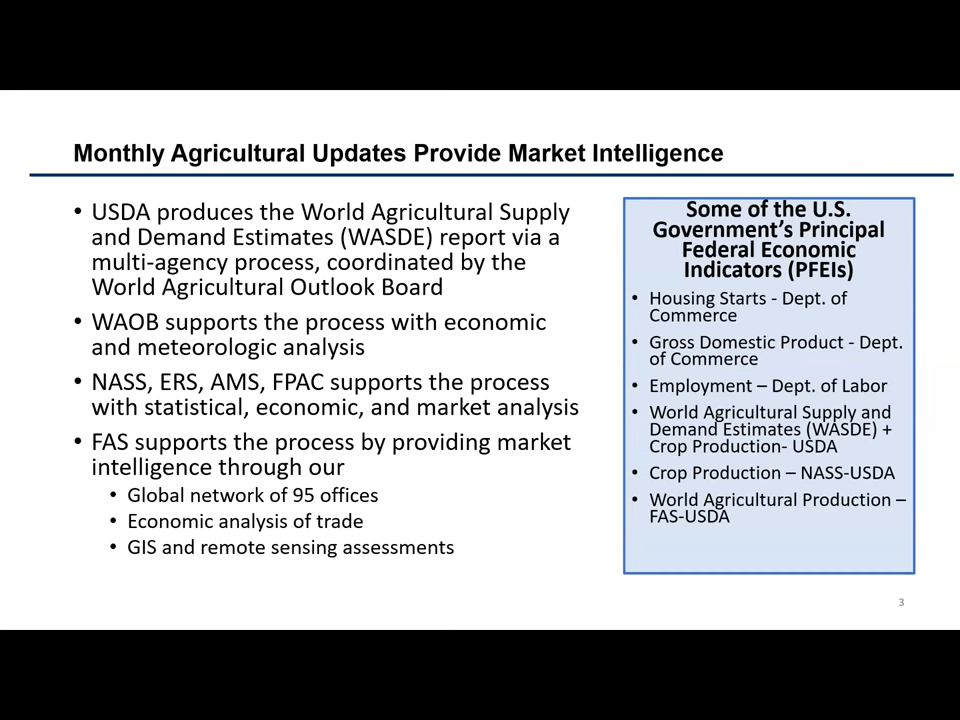 Monthly Agricultural Updates Provide Market Intelligence
• USDA produces the World Agricultural Supply
and Demand Estimates (WASDE) report via a
multi-agency process, coordinated by the
World Agricultural Outlook Board
• WAOB supports the process with economic
and meteorologic analysis
• NASS, ERS, AMS, FPAC supports the process
with statistical, economic, and market analysis
• FAS supports the process by providing market
intelligence through our
• Global network of 95 offices
• Economic analysis of trade
• GIS and remote sensing assessments
Some of the U.S.
Government’s Principal
Federal Economic
Indicators (PFEIs)
• Housing Starts - Dept. of
Commerce
• Gross Domestic Product - Dept.
of Commerce
• Employment – Dept. of Labor
• World Agricultural Supply and
Demand Estimates (WASDE) +
Crop Production- USDA
• Crop Production – NASS-USDA
• World Agricultural Production –
FAS-USDA
3